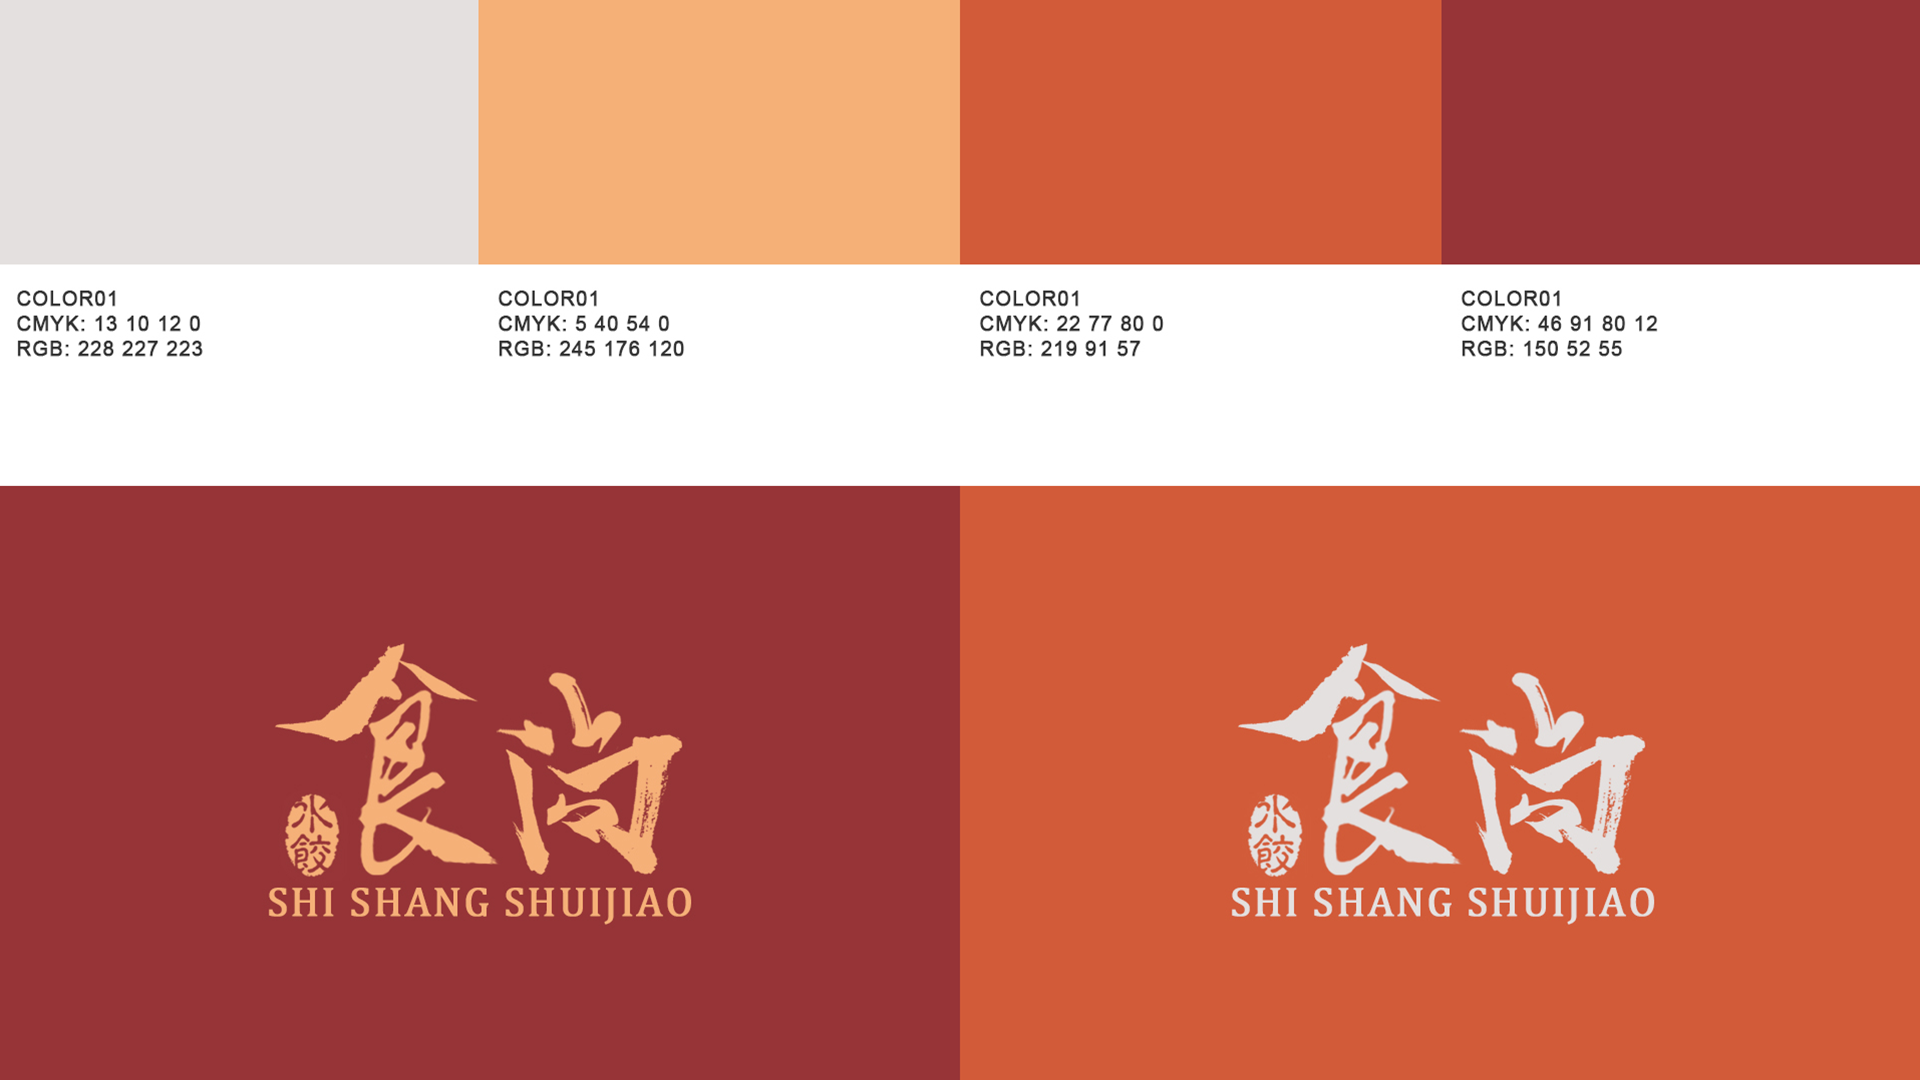 COLOR01
CMYK: 13 10 12 0
RGB: 228 227 223
COLOR01
CMYK: 5 40 54 0
RGB: 245 176 120
COLOR01
CMYK: 22 77 80 0
RGB: 219 91 57
COLOR01
CMYK: 46 91 80 12
RGB: 150 52 55
食尚
水餃
SHI SHANG SHUIJIAO
食尚
水餃
SHI SHANG SHUIJIAO